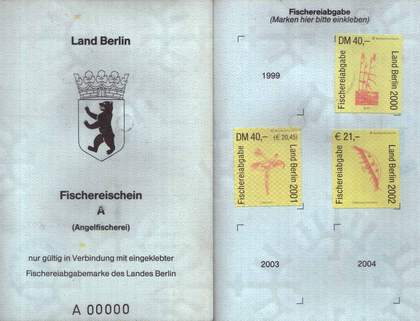 Land Berlin
Fischereischein
A
(Angelfischerei)
nur gültig in Verbindung mit eingeklebter
Fischereiabgabemarke des Landes Berlin
A 00000
Fischereiabgabe
(Marken hier bitte einkleben)
1999
DM 40,–
Fischereiabgabe
Land Berlin 2000
DM 40,–
(€ 20,45)
Fischereiabgabe
Land Berlin 2001
€ 21,–
Fischereiabgabe
Land Berlin 2002
2003
2004